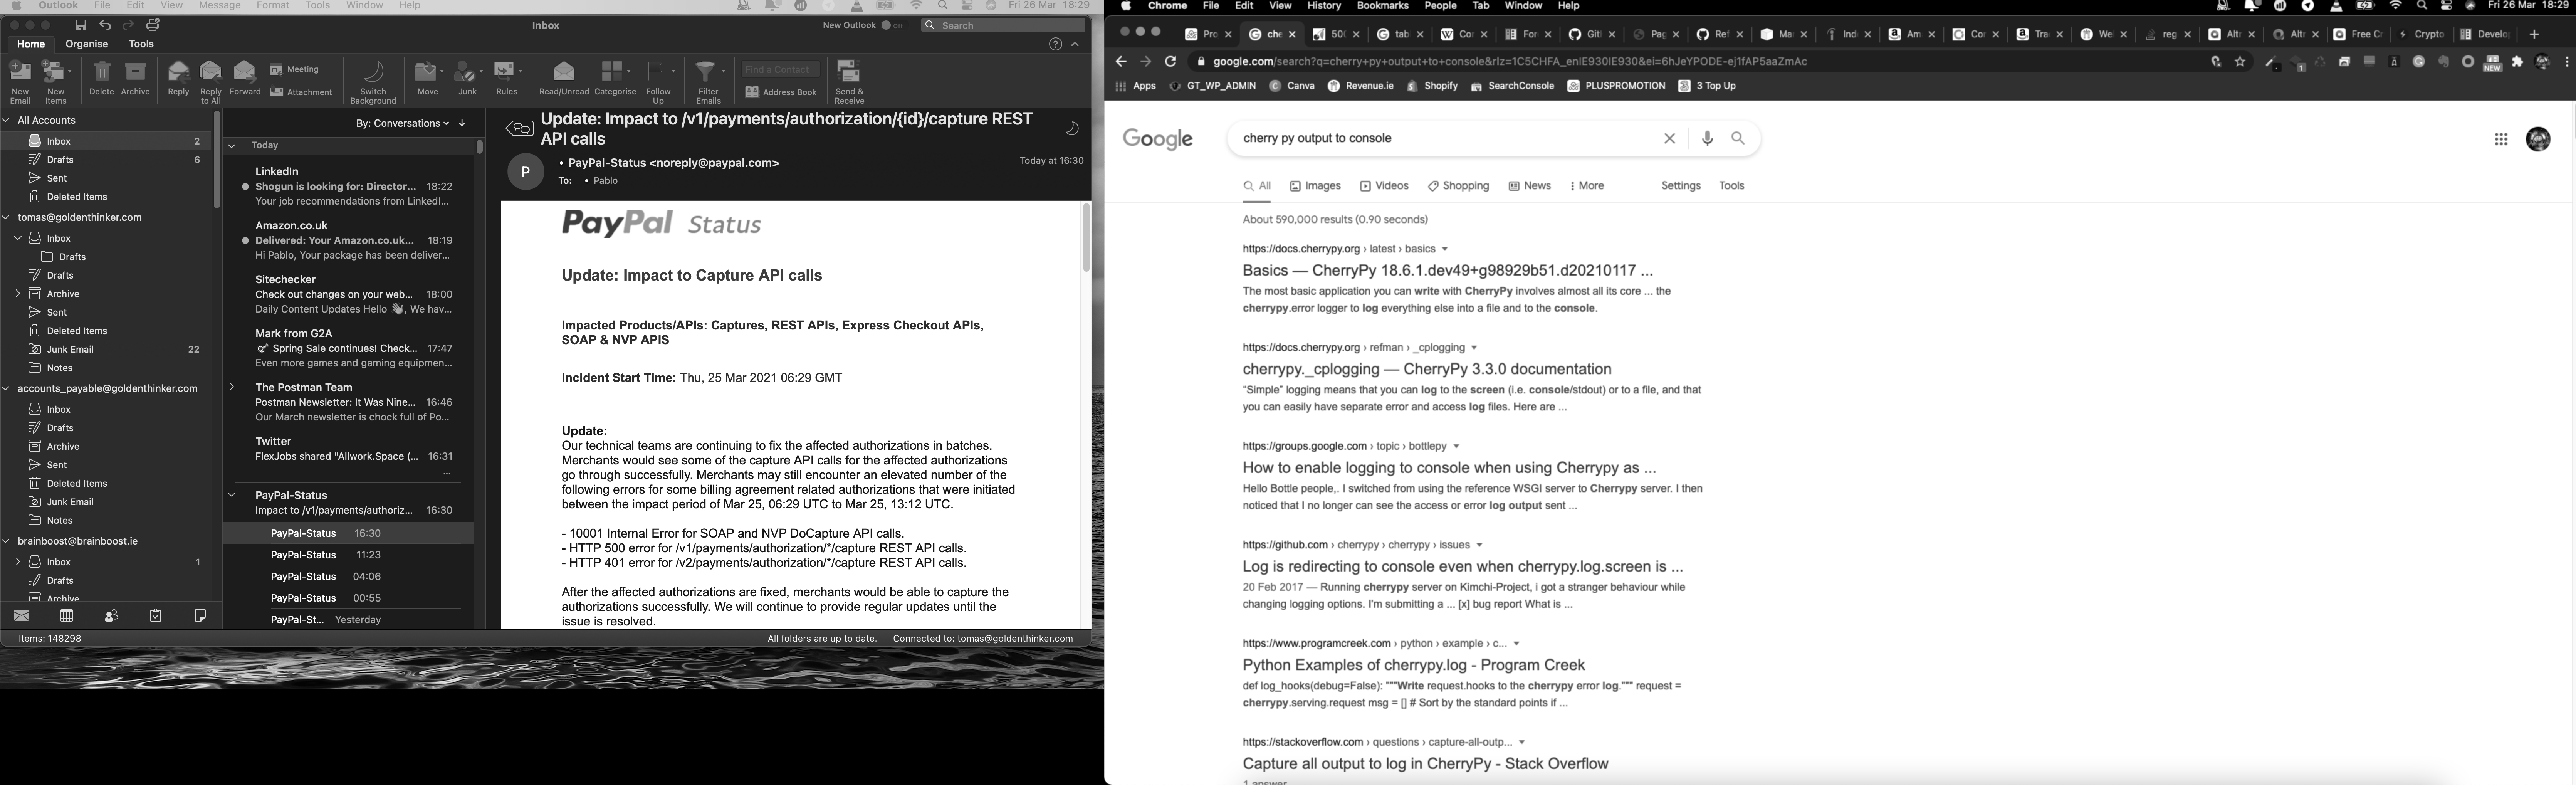 Outlook File Edit View Message Format Tools Window Help Fri 26 Mar 18:29
Inbox
New Outlook
Search
Home Organise Tools
New Email
New Items
Delete
Archive
Reply
Reply to All
Forward
Meeting
Attachment
Switch Background
Move
Junk
Rules
Read/Unread
Categorise
Follow Up
Filter Emails
Find a Contact
Address Book
Send & Receive
All Accounts
Inbox 2
Drafts 6
Sent
Deleted Items
tomas@goldenthinker.com
Inbox
Drafts
Drafts
Archive
Sent
Deleted Items
Junk Email 22
Notes
accounts_payable@goldenthinker.com
Inbox
Drafts
Archive
Sent
Deleted Items
Junk Email
Notes
brainboost@brainboost.ie
Inbox 1
Drafts
Archive
Items: 148298
By: Conversations
Today
LinkedIn
Shogun is looking for: Director... 18:22
Your job recommendations from LinkedI...
Amazon.co.uk
Delivered: Your Amazon.co.uk... 18:19
Hi Pablo, Your package has been deliver...
Sitechecker
Check out changes on your web... 18:00
Daily Content Updates Hello 👋, We hav...
Mark from G2A
Spring Sale continues! Check... 17:47
Even more games and gaming equipmen...
The Postman Team
Postman Newsletter: It Was Nine... 16:46
Our March newsletter is chock full of Po...
Twitter
FlexJobs shared "Allwork.Space (... 16:31
...
PayPal-Status
Impact to /v1/payments/authoriz... 16:30
PayPal-Status 16:30
PayPal-Status 11:23
PayPal-Status 04:06
PayPal-Status 00:55
PayPal-St... Yesterday
Update: Impact to /v1/payments/authorization/{id}/capture REST
API calls
P
• PayPal-Status <noreply@paypal.com>
Today at 16:30
To: • Pablo
PayPal Status
Update: Impact to Capture API calls
Impacted Products/APIs: Captures, REST APIs, Express Checkout APIs,
SOAP & NVP APIS
Incident Start Time: Thu, 25 Mar 2021 06:29 GMT
Update:
Our technical teams are continuing to fix the affected authorizations in batches.
Merchants would see some of the capture API calls for the affected authorizations
go through successfully. Merchants may still encounter an elevated number of the
following errors for some billing agreement related authorizations that were initiated
between the impact period of Mar 25, 06:29 UTC to Mar 25, 13:12 UTC.
- 10001 Internal Error for SOAP and NVP DoCapture API calls.
- HTTP 500 error for /v1/payments/authorization/*/capture REST API calls.
- HTTP 401 error for /v2/payments/authorization/*/capture REST API calls.
After the affected authorizations are fixed, merchants would be able to capture the
authorizations successfully. We will continue to provide regular updates until the
issue is resolved.
All folders are up to date. Connected to: tomas@goldenthinker.com
Chrome File Edit View History Bookmarks People Tab Window Help Fri 26 Mar 18:29
Pro che 50( tab Cor For Giti Pag Ref Ma Ind Am Cor Tra We reg Altr Altr Free Cr Crypto Develo
google.com/search?q=cherry+py+output+to+console&rlz=1C5CHFA_enIE930IE930&ei=6hJeYPODE-ej1fAP5aaZmAc
Apps GT_WP_ADMIN Canva Revenue.ie Shopify SearchConsole PLUSPROMOTION 3 Top Up
Google
cherry py output to console
All Images Videos Shopping News More Settings Tools
About 590,000 results (0.90 seconds)
https://docs.cherrypy.org › latest › basics
Basics — CherryPy 18.6.1.dev49+g98929b51.d20210117 ...
The most basic application you can write with CherryPy involves almost all its core ... the
cherrypy.error logger to log everything else into a file and to the console.
https://docs.cherrypy.org › refman › _cplogging
cherrypy._cplogging — CherryPy 3.3.0 documentation
"Simple" logging means that you can log to the screen (i.e. console/stdout) or to a file, and that
you can easily have separate error and access log files. Here are ...
https://groups.google.com › topic › bottlepy
How to enable logging to console when using Cherrypy as ...
Hello Bottle people,. I switched from using the reference WSGI server to Cherrypy server. I then
noticed that I no longer can see the access or error log output sent ...
https://github.com › cherrypy › cherrypy › issues
Log is redirecting to console even when cherrypy.log.screen is ...
20 Feb 2017 — Running cherrypy server on Kimchi-Project, i got a stranger behaviour while
changing logging options. I'm submitting a ... [x] bug report What is ...
https://www.programcreek.com › python › example › c...
Python Examples of cherrypy.log - Program Creek
def log_hooks(debug=False): """Write request.hooks to the cherrypy error log.""" request =
cherrypy.serving.request msg = [] # Sort by the standard points if ...
https://stackoverflow.com › questions › capture-all-outp...
Capture all output to log in CherryPy - Stack Overflow
1 answer